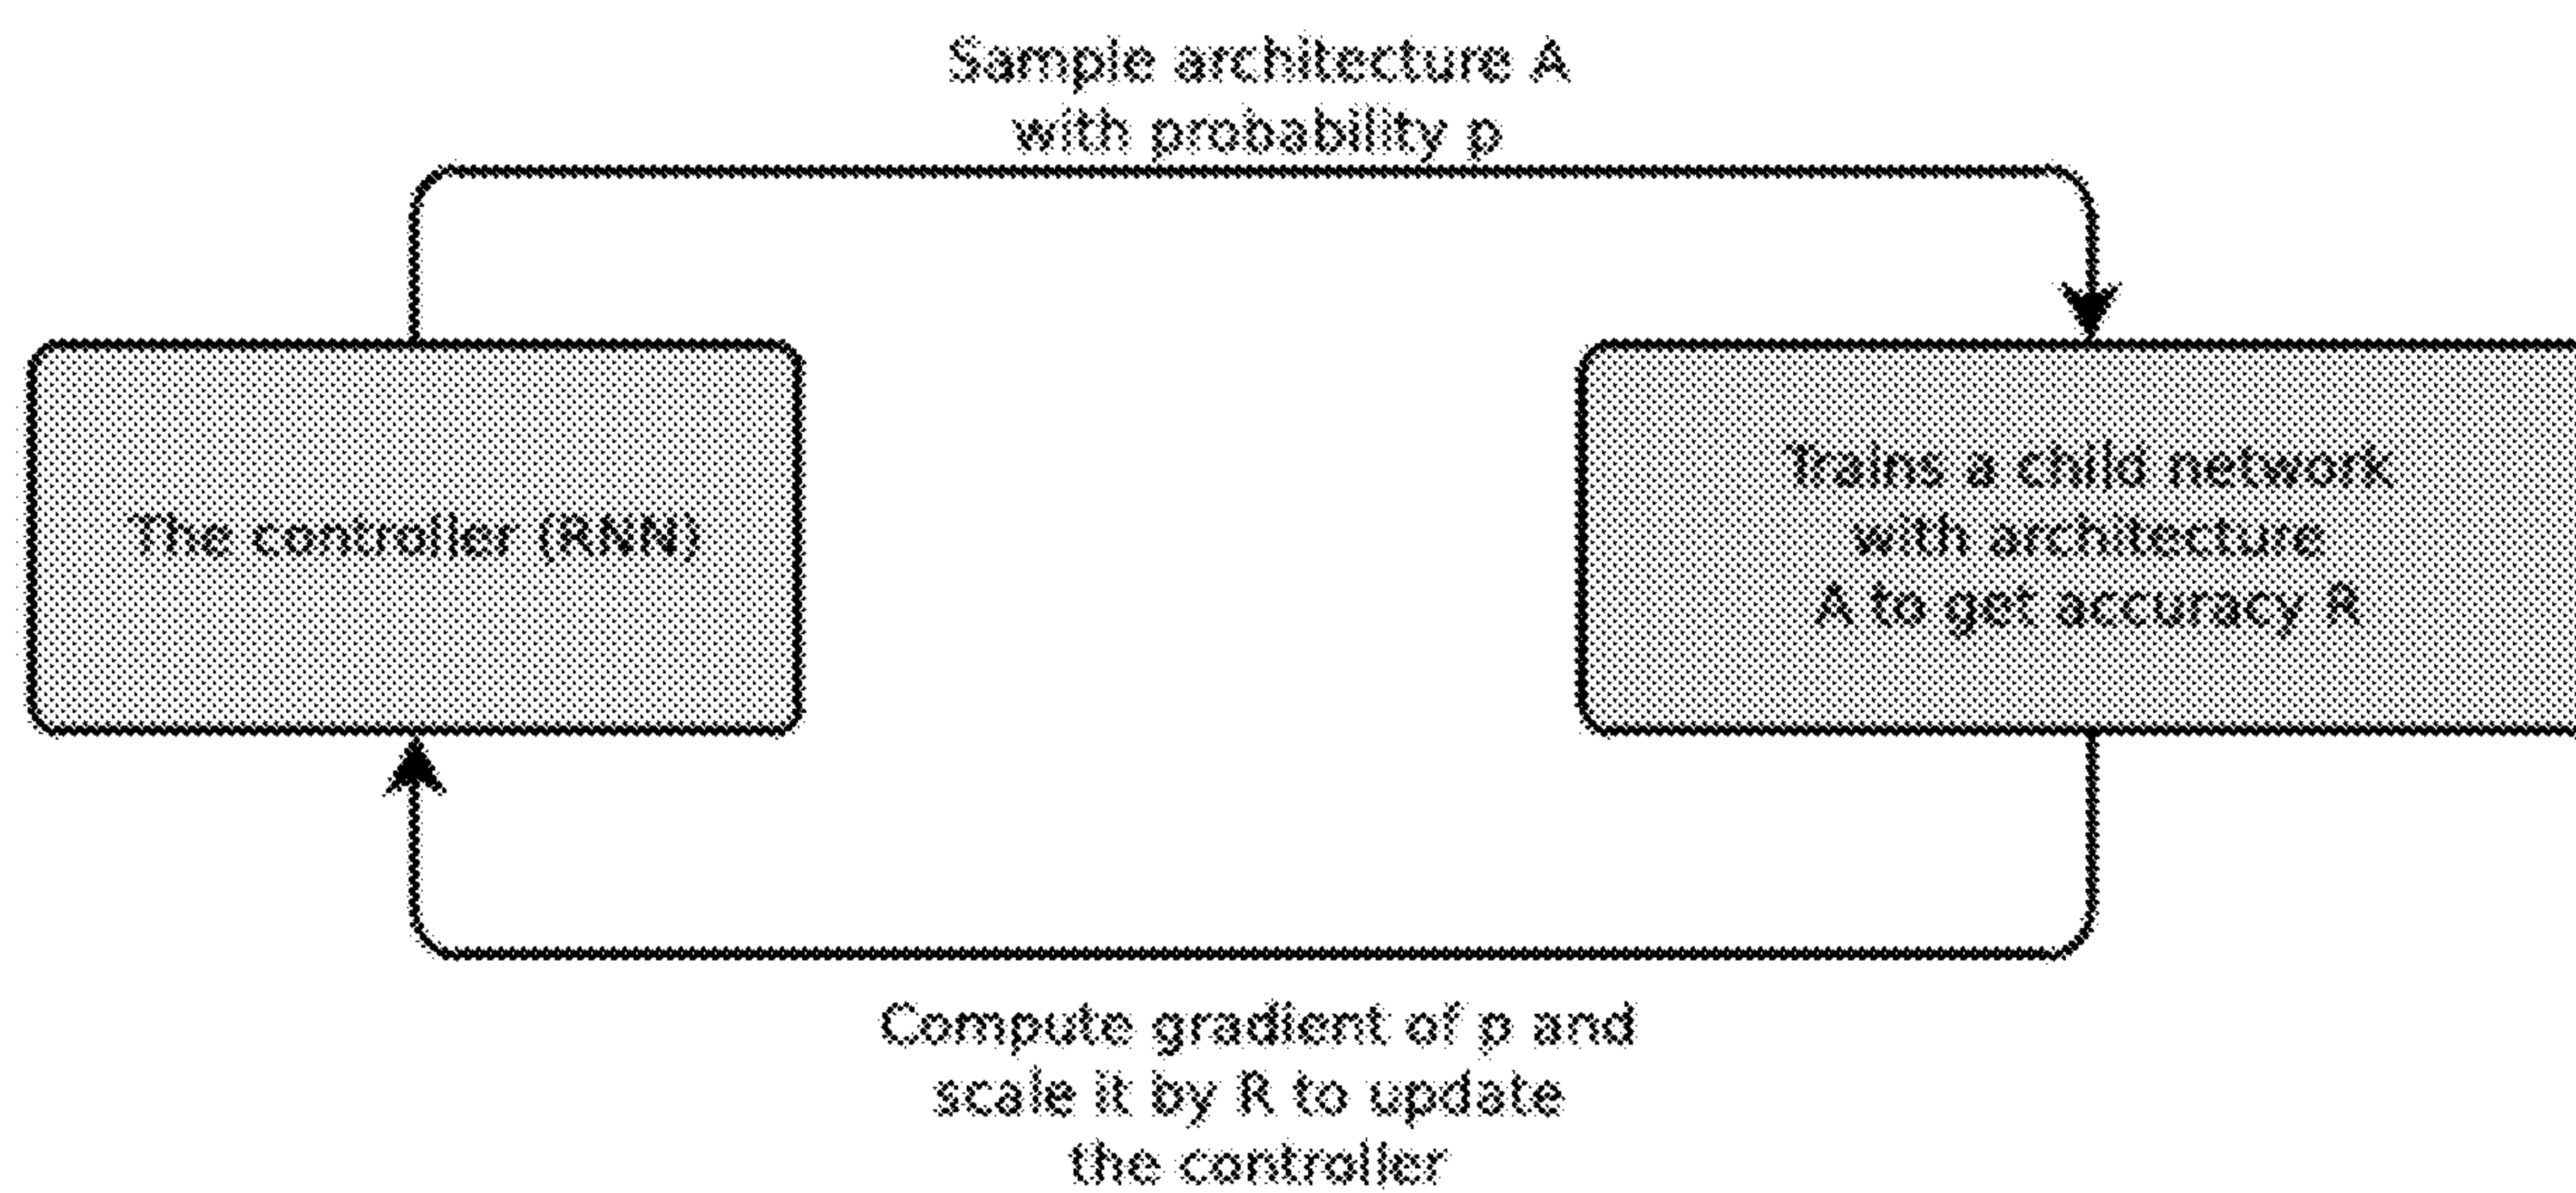 Sample architecture A
with probability p
The controller (RNN)
Trains a child network
with architecture
A to get accuracy R
Compute gradient of p and
scale it by R to update
the controller